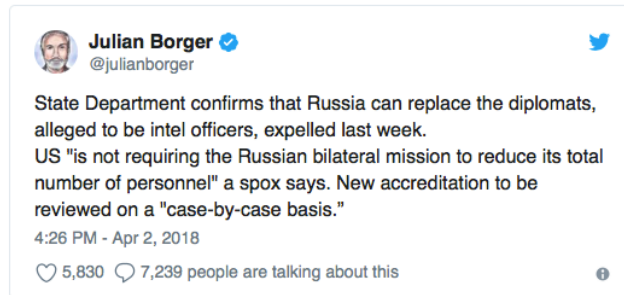 Julian Borger
@julianborger
State Department confirms that Russia can replace the diplomats,
alleged to be intel officers, expelled last week.
US "is not requiring the Russian bilateral mission to reduce its total
number of personnel" a spox says. New accreditation to be
reviewed on a "case-by-case basis.”
4:26 PM - Apr 2, 2018
5,830 7,239 people are talking about this